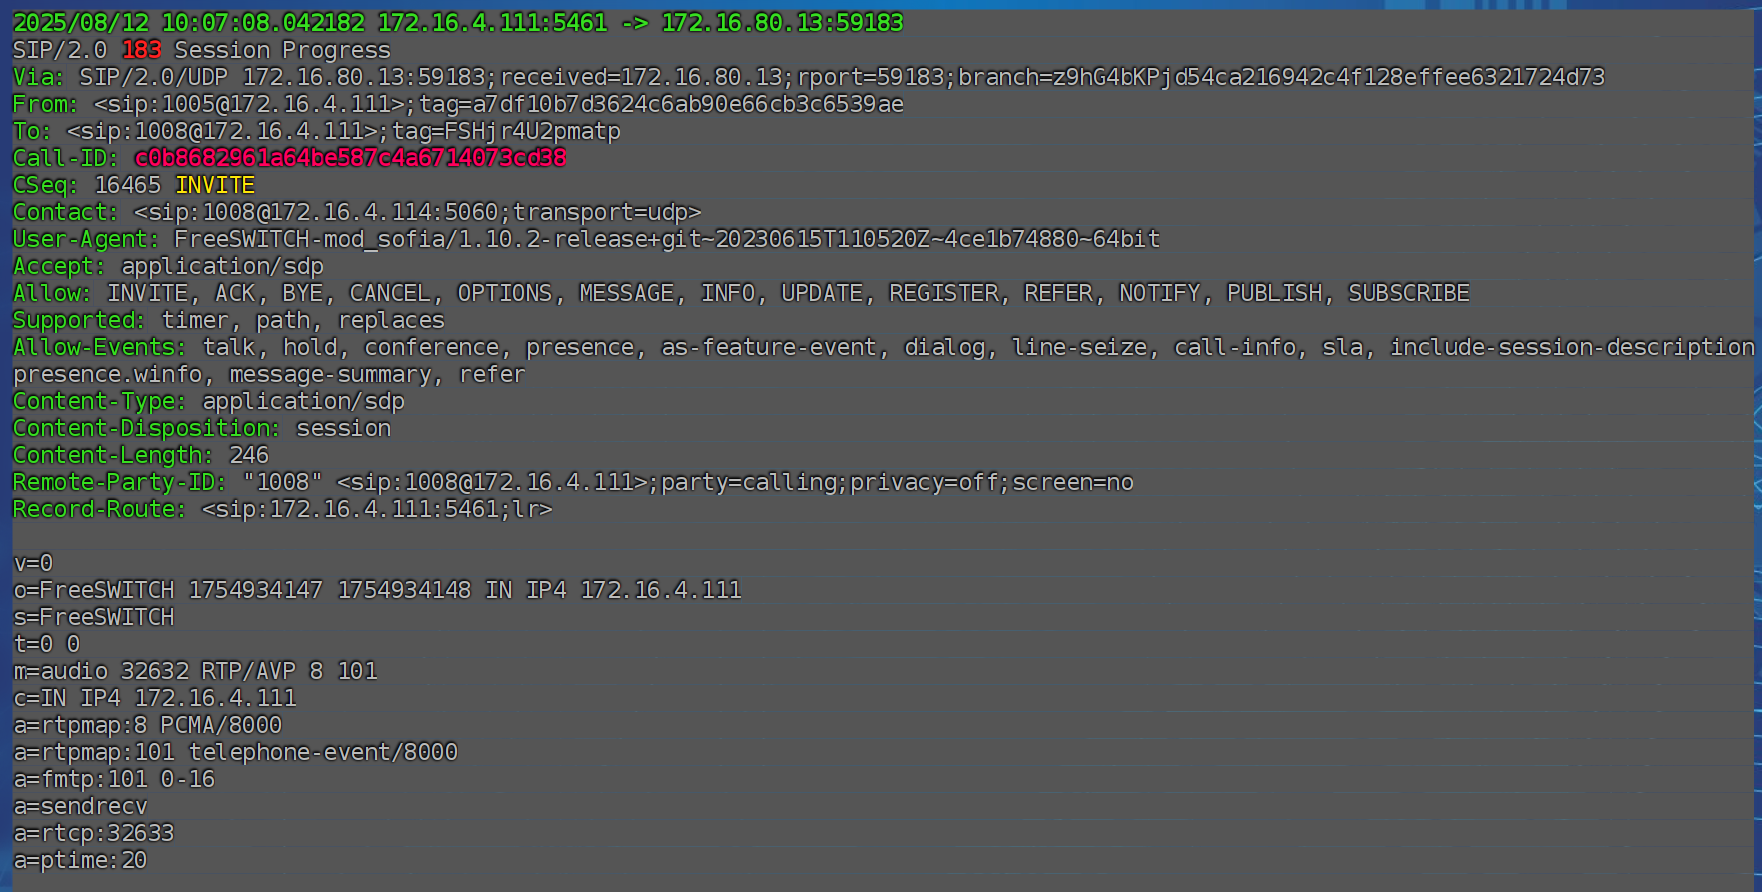 2025/08/12 10:07:08.042182 172.16.4.111:5461 -> 172.16.80.13:59183
SIP/2.0 183 Session Progress
Via: SIP/2.0/UDP 172.16.80.13:59183;received=172.16.80.13;rport=59183;branch=z9hG4bKPjd54ca216942c4f128effee6321724d73
From: <sip:1005@172.16.4.111>;tag=a7df10b7d3624c6ab90e66cb3c6539ae
To: <sip:1008@172.16.4.111>;tag=FSHjr4U2pmatp
Call-ID: c0b8682961a64be587c4a6714073cd38
CSeq: 16465 INVITE
Contact: <sip:1008@172.16.4.114:5060;transport=udp>
User-Agent: FreeSWITCH-mod_sofia/1.10.2-release+git~20230615T110520Z~4ce1b74880~64bit
Accept: application/sdp
Allow: INVITE, ACK, BYE, CANCEL, OPTIONS, MESSAGE, INFO, UPDATE, REGISTER, REFER, NOTIFY, PUBLISH, SUBSCRIBE
Supported: timer, path, replaces
Allow-Events: talk, hold, conference, presence, as-feature-event, dialog, line-seize, call-info, sla, include-session-description
presence.winfo, message-summary, refer
Content-Type: application/sdp
Content-Disposition: session
Content-Length: 246
Remote-Party-ID: "1008" <sip:1008@172.16.4.111>;party=calling;privacy=off;screen=no
Record-Route: <sip:172.16.4.111:5461;lr>
v=0
o=FreeSWITCH 1754934147 1754934148 IN IP4 172.16.4.111
s=FreeSWITCH
t=0 0
m=audio 32632 RTP/AVP 8 101
c=IN IP4 172.16.4.111
a=rtpmap:8 PCMA/8000
a=rtpmap:101 telephone-event/8000
a=fmtp:101 0-16
a=sendrecv
a=rtcp:32633
a=ptime:20